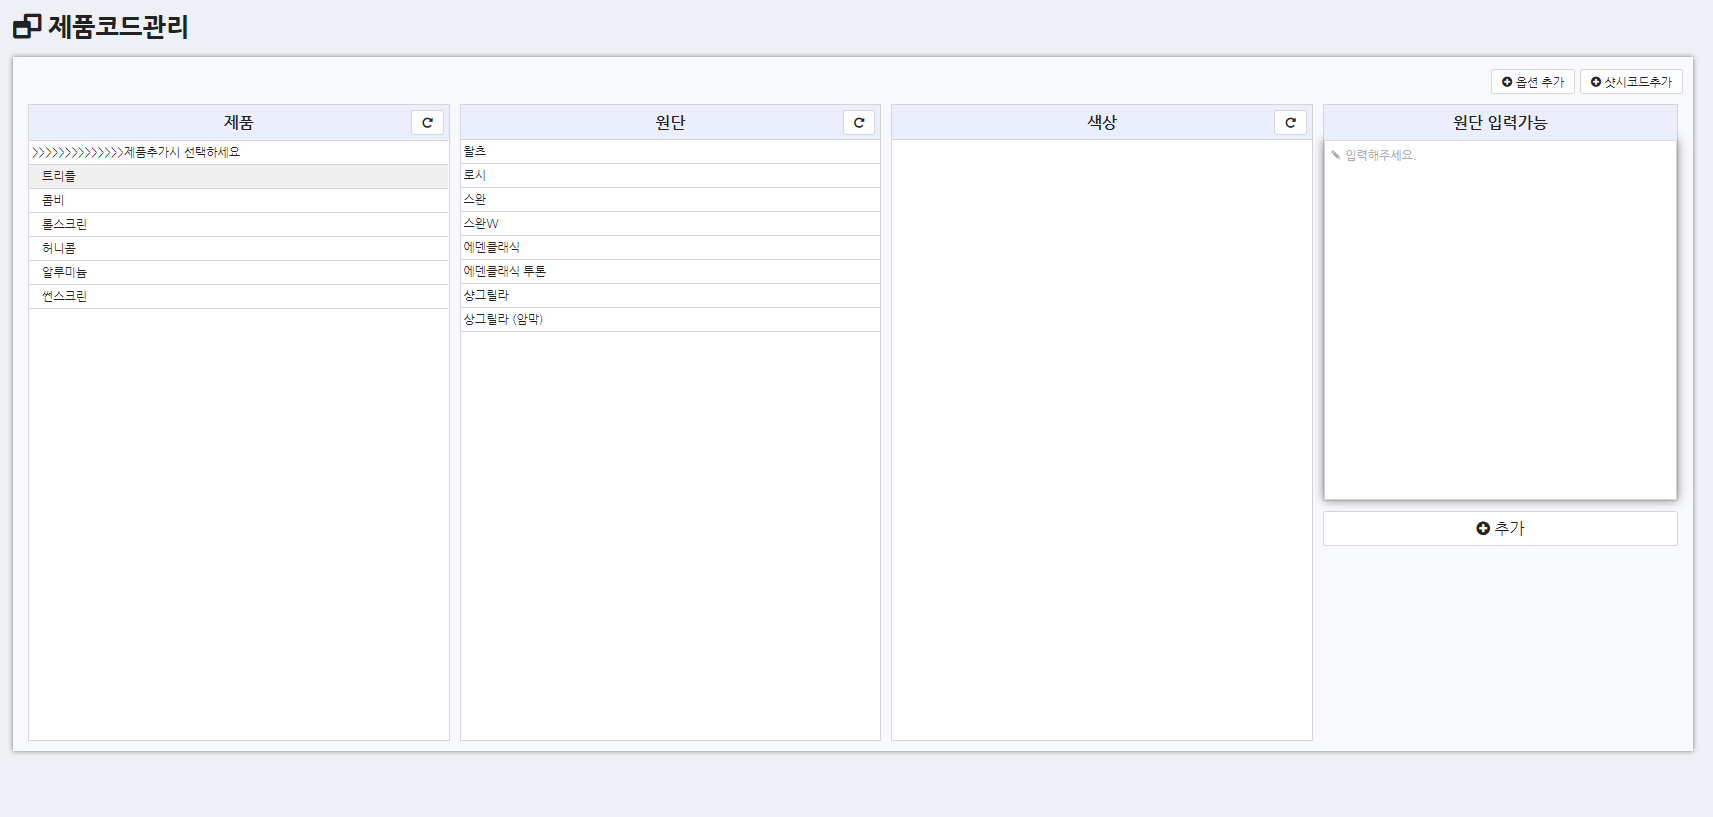 제품코드관리
옵션 추가
샷시코드추가
제품
>>>>>>>>>>>>>>제품추가시 선택하세요
트리플
콤비
롤스크린
허니콤
알루미늄
썬스크린
원단
왈츠
로시
스완
스완W
에덴클래식
에덴클래식 투톤
샹그릴라
샹그릴라 (암막)
색상
원단 입력가능
입력해주세요.
추가